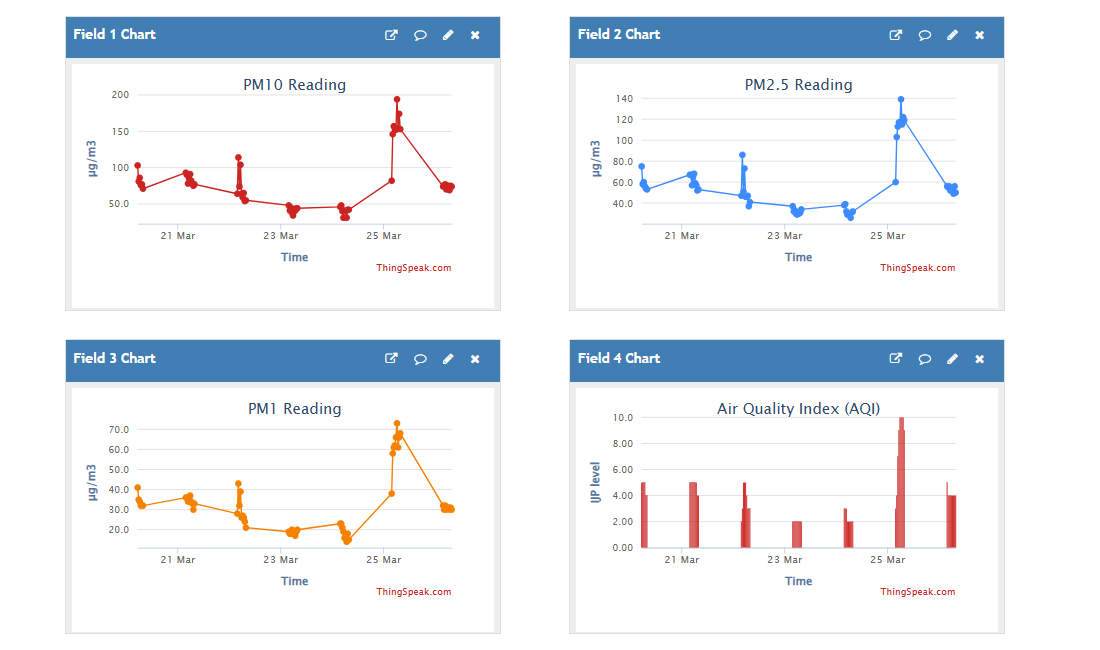 Field 1 Chart
PM10 Reading
200
150
100
50.0
µg/m3
21 Mar 23 Mar 25 Mar
Time
ThingSpeak.com
Field 2 Chart
PM2.5 Reading
140
120
100
80.0
60.0
40.0
µg/m3
21 Mar 23 Mar 25 Mar
Time
ThingSpeak.com
Field 3 Chart
PM1 Reading
70.0
60.0
50.0
40.0
30.0
20.0
µg/m3
21 Mar 23 Mar 25 Mar
Time
ThingSpeak.com
Field 4 Chart
Air Quality Index (AQI)
10.0
8.00
6.00
4.00
2.00
0.00
IJP level
21 Mar 23 Mar 25 Mar
Time
ThingSpeak.com